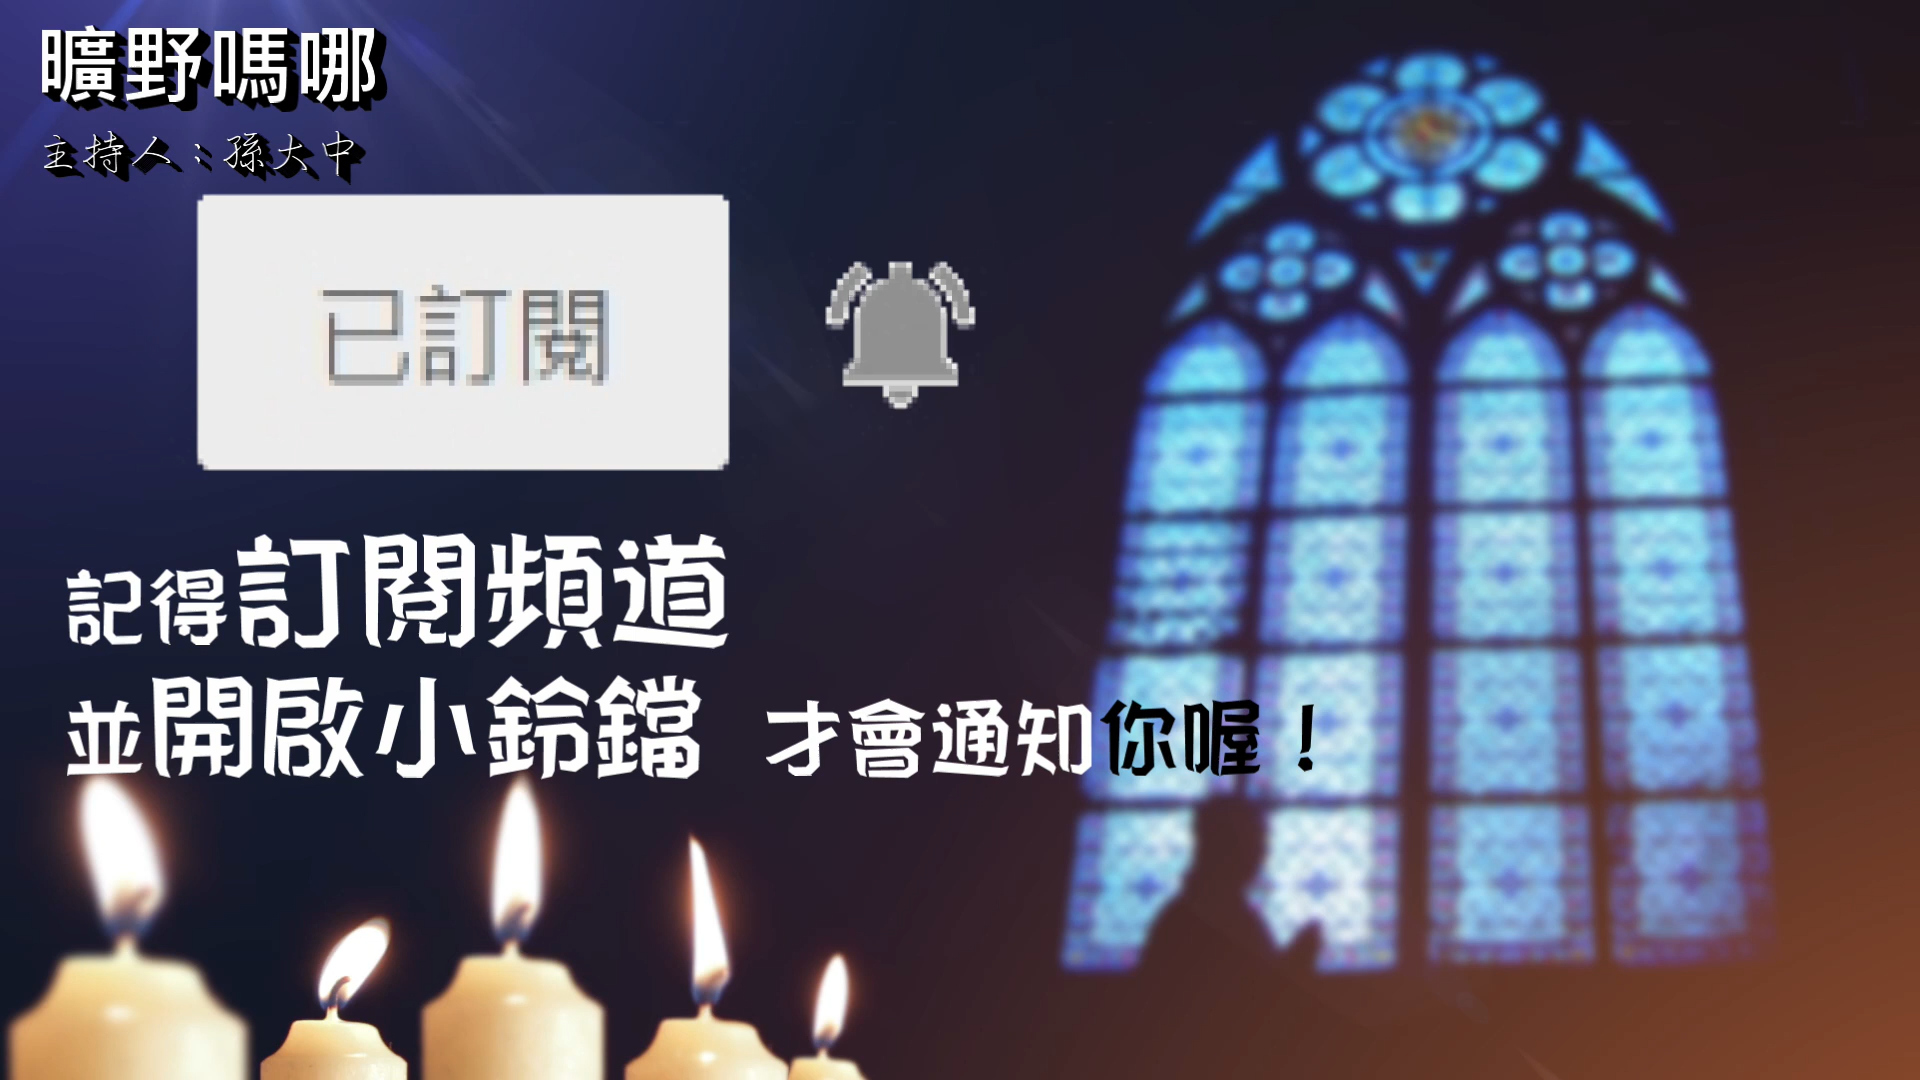 曠野嗎哪
主持人：孫大中
已訂閱
記得訂閱頻道
並開啟小鈴鐺 才會通知你喔！